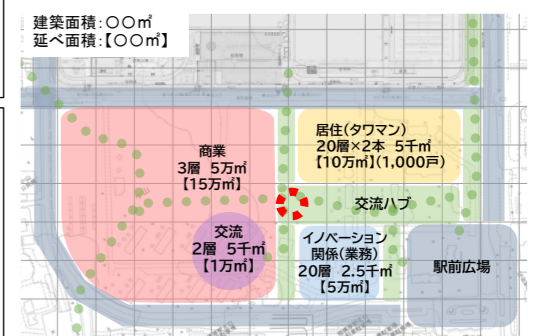 建築面積:〇〇㎡
延べ面積:【〇〇㎡】
商業
3層 5万㎡
【15万㎡】
居住(タワマン)
20層×2本 5千㎡
【10万㎡】(1,000戸)
交流ハブ
交流
2層 5千㎡
【1万㎡】
イノベーション
関係(業務)
20層 2.5千㎡
【5万㎡】
駅前広場